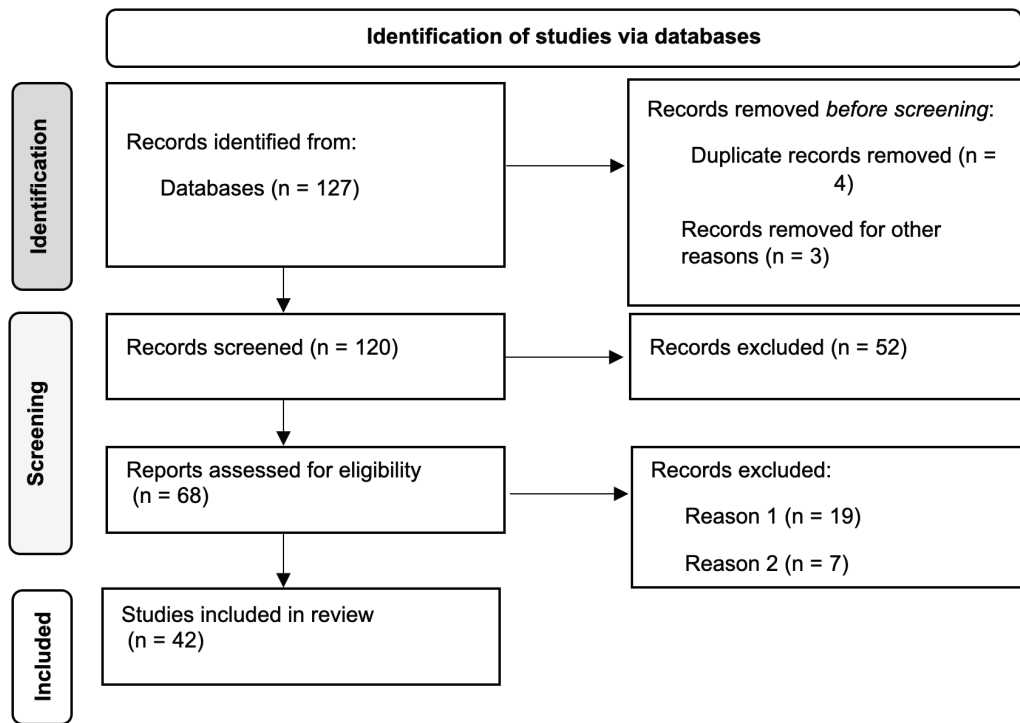 Identification of studies via databases
Identification
Records identified from:
Databases (n = 127)
Records removed before screening:
Duplicate records removed (n =
4)
Records removed for other
reasons (n = 3)
Screening
Records screened (n = 120)
Records excluded (n = 52)
Reports assessed for eligibility
(n = 68)
Records excluded:
Reason 1 (n = 19)
Reason 2 (n = 7)
Included
Studies included in review
(n = 42)